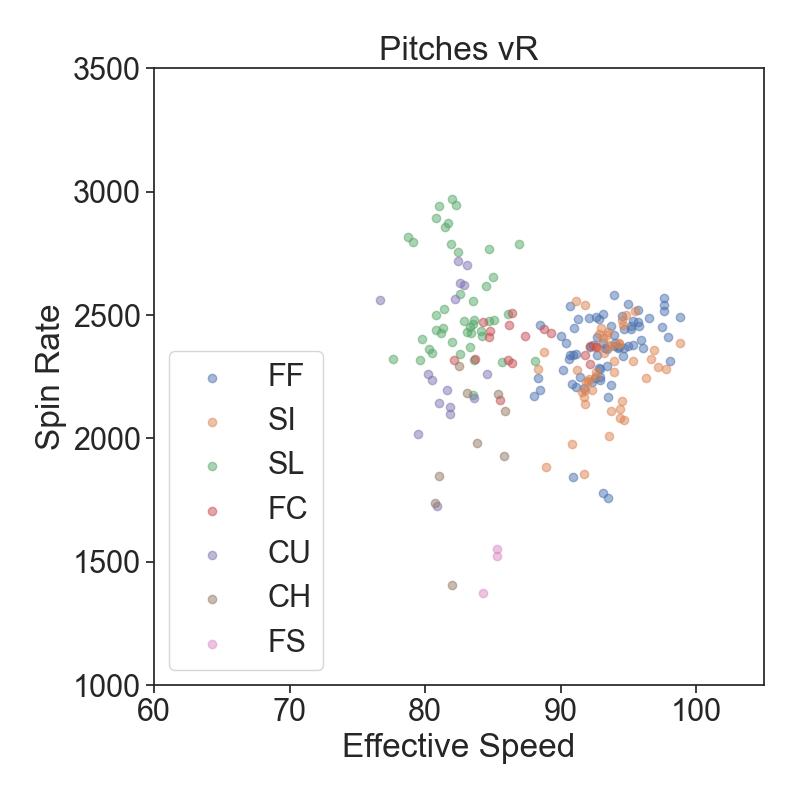 Pitches vR
3500
3000
2500
2000
1500
1000
Spin Rate
FF
SI
SL
FC
CU
CH
FS
60 70 80 90 100
Effective Speed